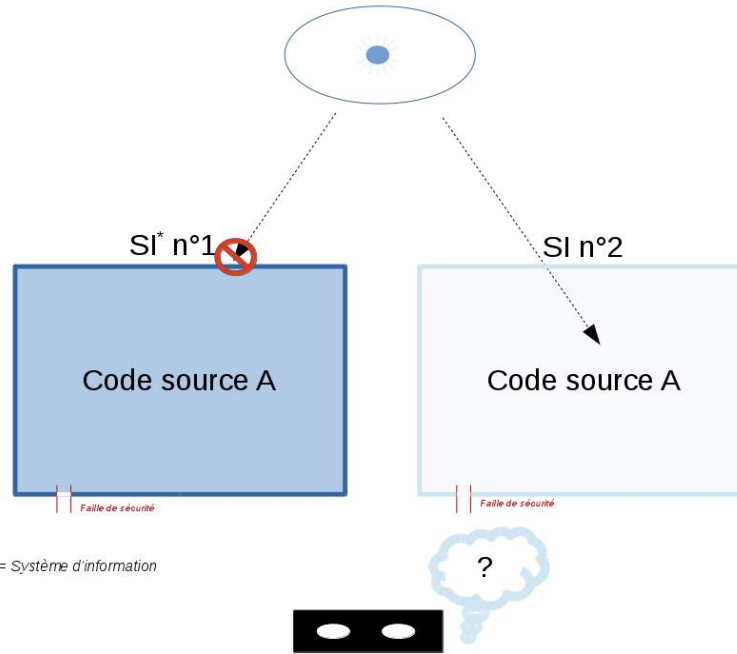 SI* n°1
SI n°2
Code source A
Code source A
Faille de sécurité
Faille de sécurité
= Système d'information
?